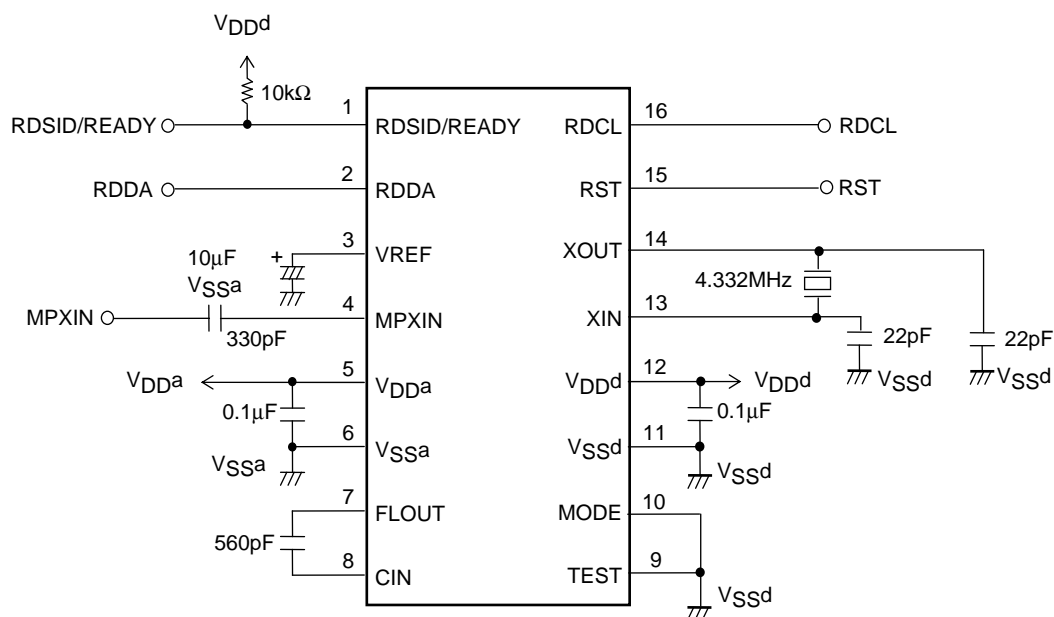 VDDd
10kΩ
RDSID/READY 1 RDSID/READY RDCL 16 RDCL
RDDA 2 RDDA RST 15 RST
10μF + 3 VREF XOUT 14
VSSa
4.332MHz
MPXIN 330pF 4 MPXIN XIN 13
22pF 22pF
VSSd VSSd
VDDa 5 VDDa VDDd 12 VDDd
0.1μF 0.1μF
6 VSSa VSSd 11
VSSa VSSd
7 FLOUT MODE 10
560pF
8 CIN TEST 9
VSSd